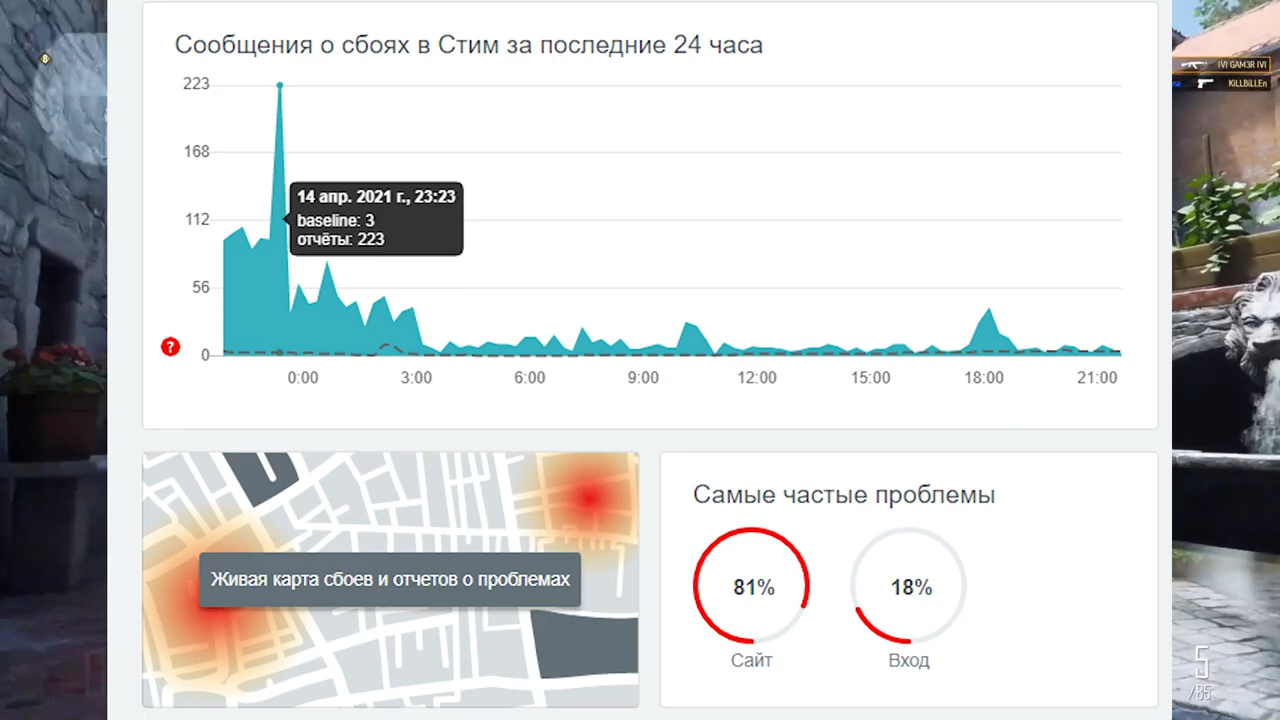 Сообщения о сбоях в Стим за последние 24 часа
223
168
112
56
0
14 апр. 2021 г., 23:23
baseline: 3
отчёты: 223
?
0:00 3:00 6:00 9:00 12:00 15:00 18:00 21:00
Живая карта сбоев и отчетов о проблемах
Самые частые проблемы
81% 18%
Сайт Вход
IVI GAM3R IVI
KiLLBiLLEn
5
/85